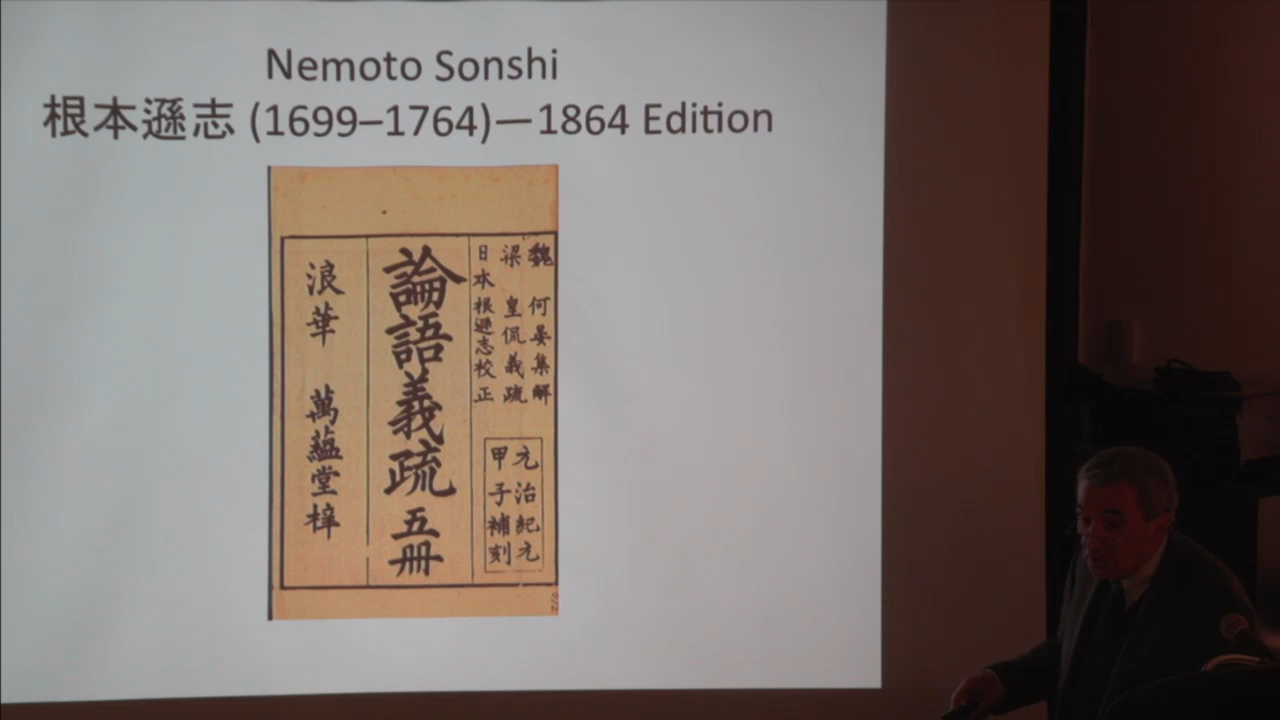 Nemoto Sonshi
根本遜志 (1699–1764)—1864 Edition
魏 何晏集解
梁 皇侃義疏
日本根遜志校正
元治紀元
甲子補刻
論語義疏 五冊
浪華 萬蘊堂梓